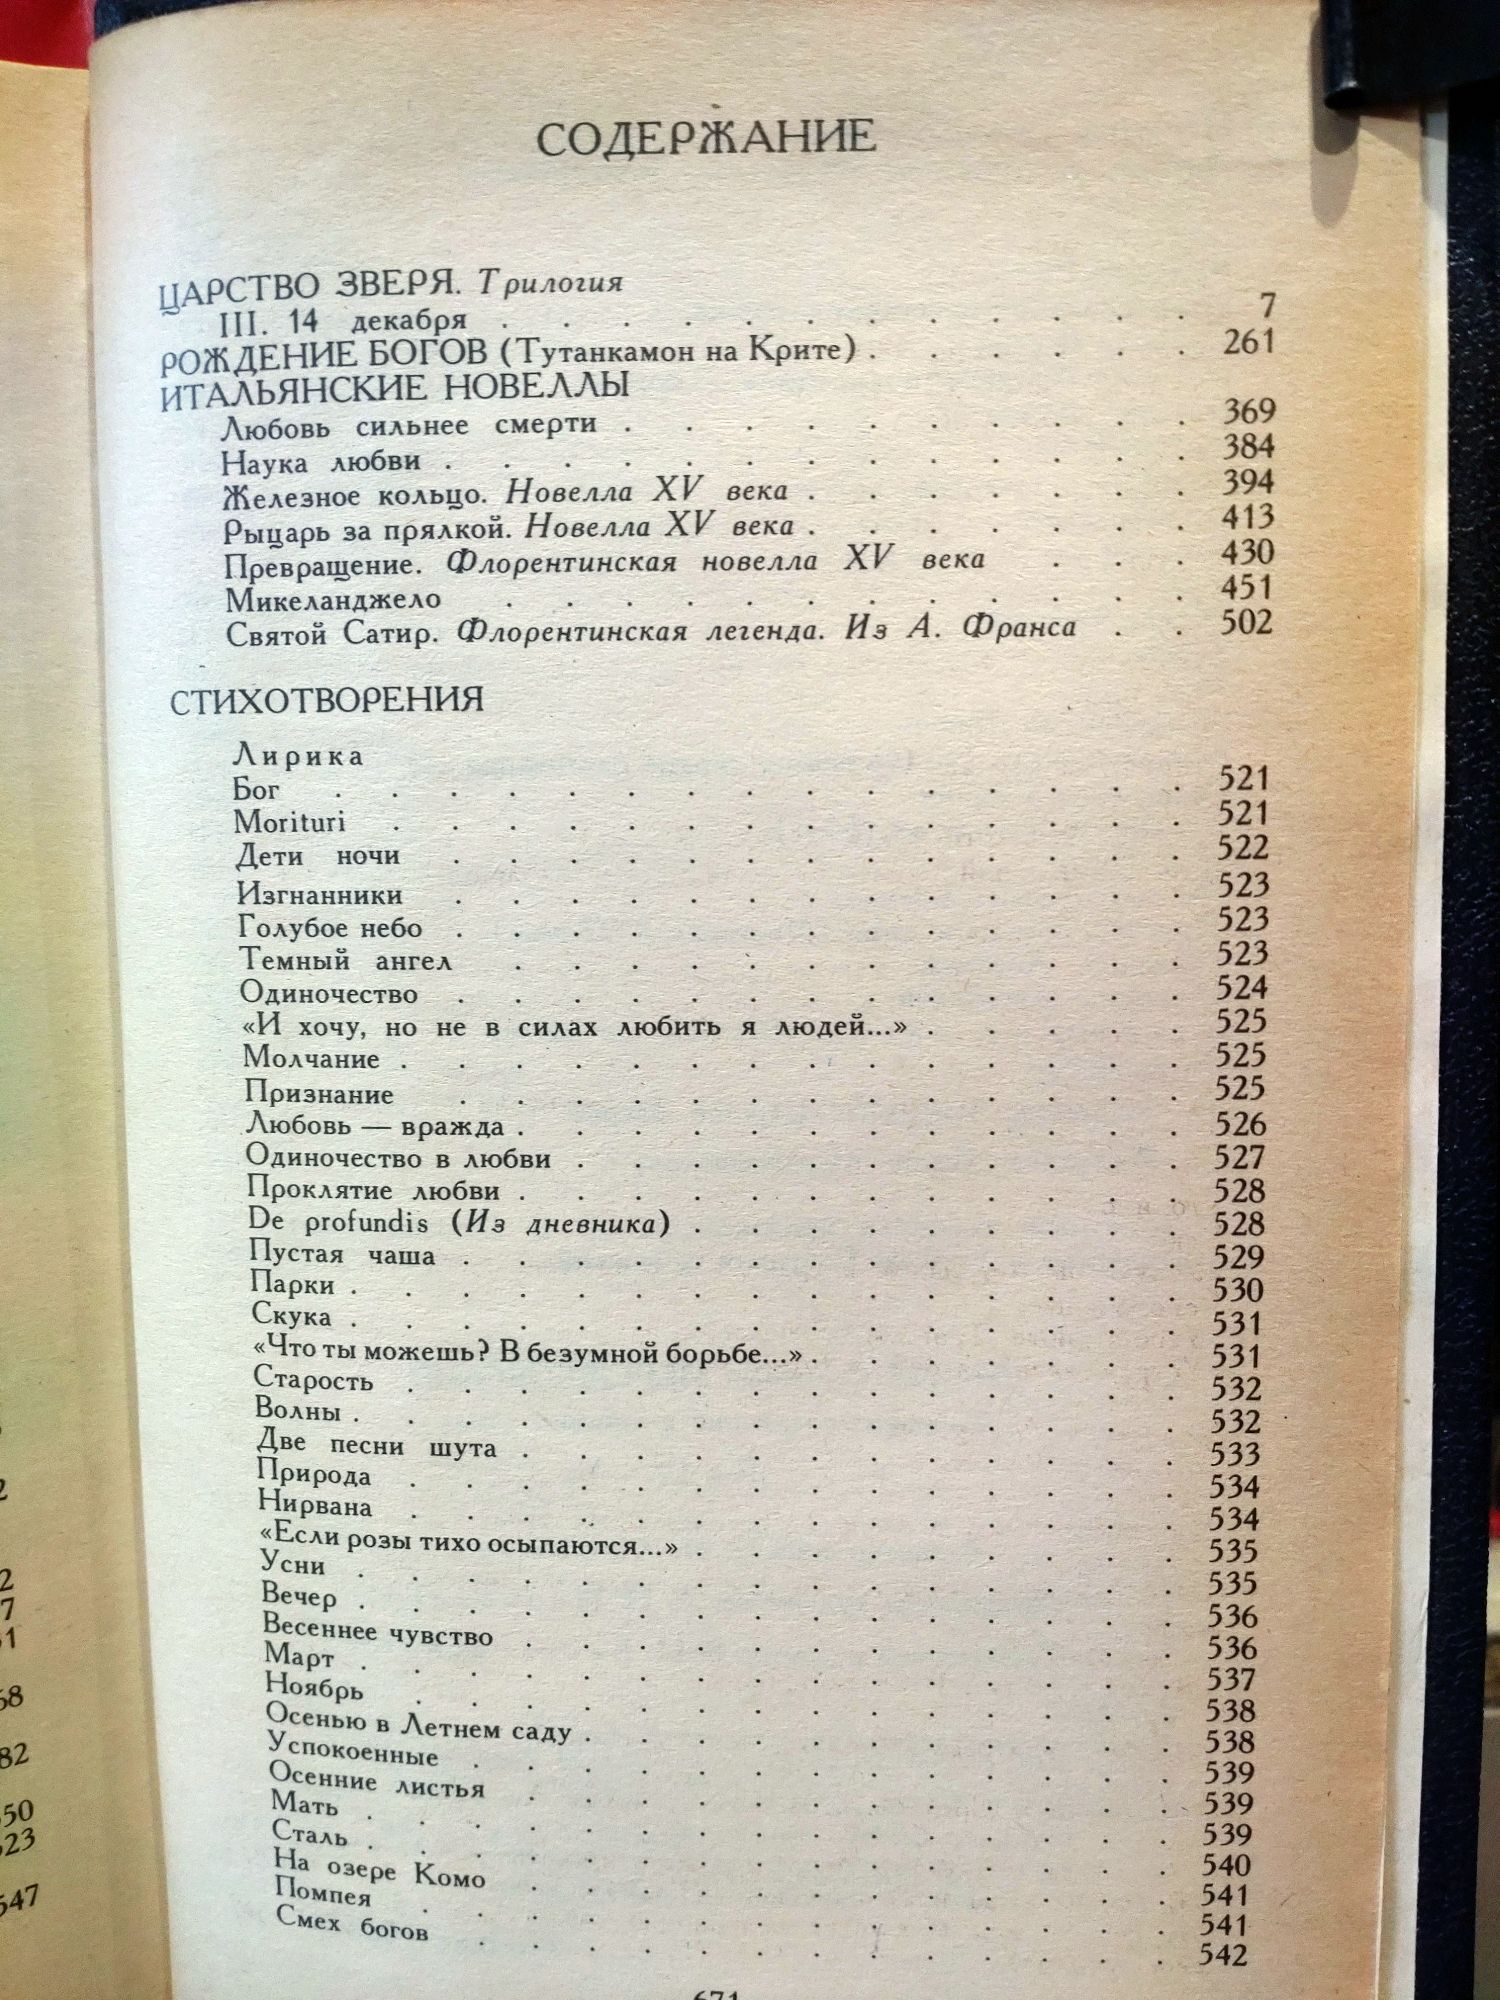 СОДЕРЖАНИЕ
ЦАРСТВО ЗВЕРЯ. Трилогия
III. 14 декабря . . . . . . . . . . . . 7
РОЖДЕНИЕ БОГОВ (Тутанкамон на Крите) . . . . . . 261
ИТАЛЬЯНСКИЕ НОВЕЛЛЫ
Любовь сильнее смерти . . . . . . . . . . 369
Наука любви . . . . . . . . . . . . . 384
Железное кольцо. Новелла XV века . . . . . . . 394
Рыцарь за прялкой. Новелла XV века . . . . . . . 413
Превращение. Флорентинская новелла XV века . . . 430
Микеланджело . . . . . . . . . . . . 451
Святой Сатир. Флорентинская легенда. Из А. Франса . . 502
СТИХОТВОРЕНИЯ
Лирика
Бог . . . . . . . . . . . . . . . 521
Morituri . . . . . . . . . . . . . . 521
Дети ночи . . . . . . . . . . . . . 522
Изгнанники . . . . . . . . . . . . . 523
Голубое небо . . . . . . . . . . . . . 523
Темный ангел . . . . . . . . . . . . 523
Одиночество . . . . . . . . . . . . . 524
«И хочу, но не в силах любить я людей...» . . . . . 525
Молчание . . . . . . . . . . . . . . 525
Признание . . . . . . . . . . . . . 525
Любовь — вражда . . . . . . . . . . . . 526
Одиночество в любви . . . . . . . . . . . 527
Проклятие любви . . . . . . . . . . . . 528
De profundis (Из дневника) . . . . . . . . . 528
Пустая чаша . . . . . . . . . . . . . 529
Парки . . . . . . . . . . . . . . . 530
Скука . . . . . . . . . . . . . . . 531
«Что ты можешь? В безумной борьбе...» . . . . . . . 531
Старость . . . . . . . . . . . . . . 532
Волны . . . . . . . . . . . . . . . 532
Две песни шута . . . . . . . . . . . . 533
Природа . . . . . . . . . . . . . . 534
Нирвана . . . . . . . . . . . . . . 534
«Если розы тихо осыпаются...» . . . . . . . . . 535
Усни . . . . . . . . . . . . . . . 535
Вечер . . . . . . . . . . . . . . . 536
Весеннее чувство . . . . . . . . . . . . 536
Март . . . . . . . . . . . . . . . 537
Ноябрь . . . . . . . . . . . . . . 538
Осенью в Летнем саду . . . . . . . . . . . 538
Успокоенные . . . . . . . . . . . . . 539
Осенние листья . . . . . . . . . . . . 539
Мать . . . . . . . . . . . . . . . 539
Сталь . . . . . . . . . . . . . . . 540
На озере Комо . . . . . . . . . . . . 541
Помпея . . . . . . . . . . . . . . 541
Смех богов . . . . . . . . . . . . . 542
671